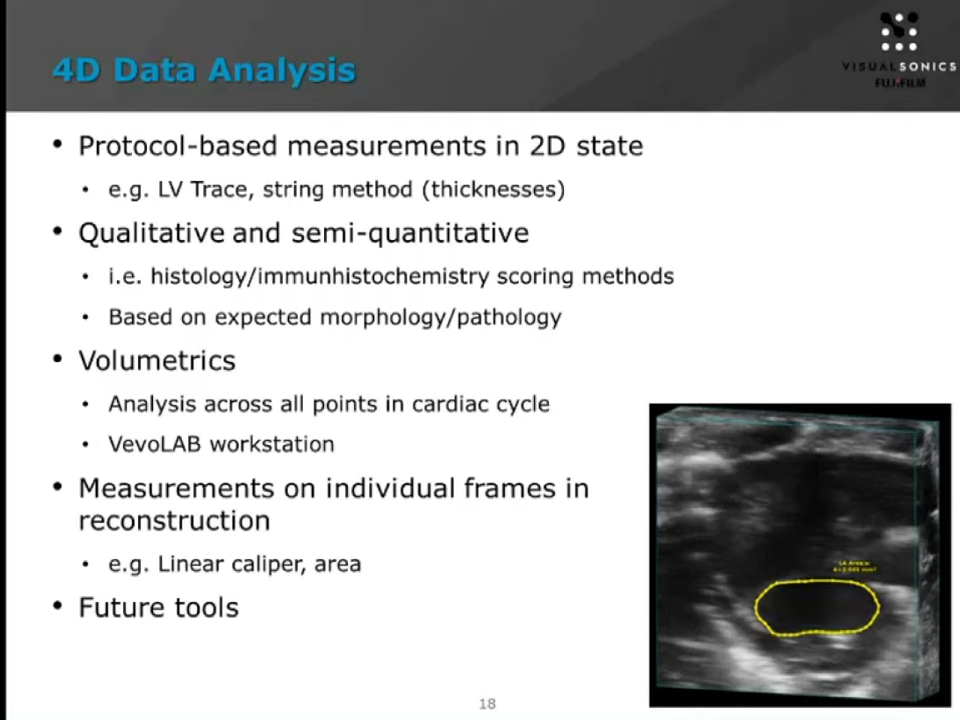 4D Data Analysis
VISUALSONICS
FUJIFILM
• Protocol-based measurements in 2D state
• e.g. LV Trace, string method (thicknesses)
• Qualitative and semi-quantitative
• i.e. histology/immunhistochemistry scoring methods
• Based on expected morphology/pathology
• Volumetrics
• Analysis across all points in cardiac cycle
• VevoLAB workstation
• Measurements on individual frames in
reconstruction
• e.g. Linear caliper, area
• Future tools
18